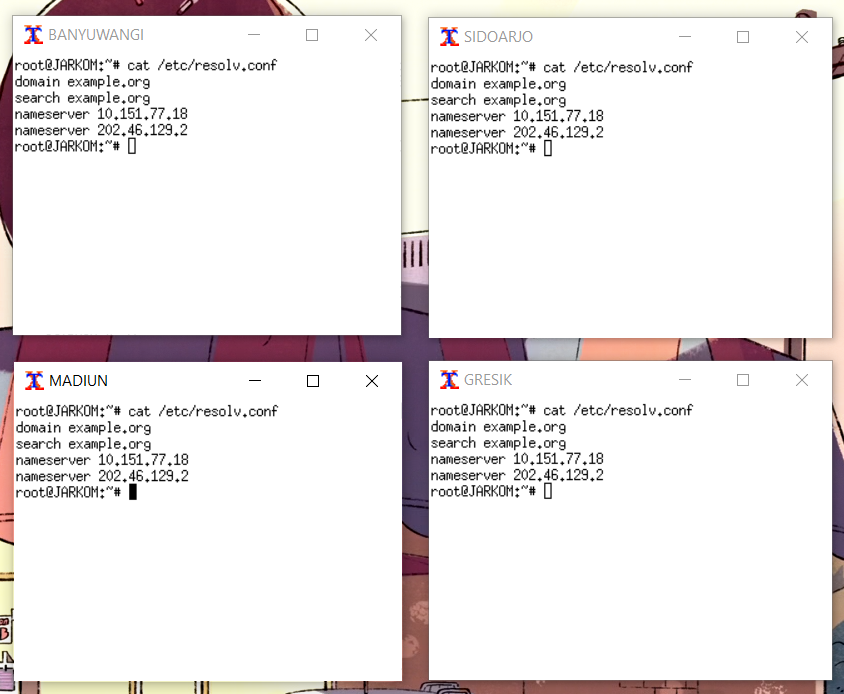 BANYUWANGI
root@JARKOM:~# cat /etc/resolv.conf
domain example.org
search example.org
nameserver 10.151.77.18
nameserver 202.46.129.2
root@JARKOM:~#
SIDOARJO
root@JARKOM:~# cat /etc/resolv.conf
domain example.org
search example.org
nameserver 10.151.77.18
nameserver 202.46.129.2
root@JARKOM:~#
MADIUN
root@JARKOM:~# cat /etc/resolv.conf
domain example.org
search example.org
nameserver 10.151.77.18
nameserver 202.46.129.2
root@JARKOM:~#
GRESIK
root@JARKOM:~# cat /etc/resolv.conf
domain example.org
search example.org
nameserver 10.151.77.18
nameserver 202.46.129.2
root@JARKOM:~#